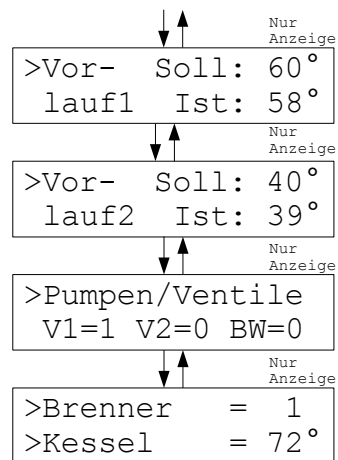 Nur
Anzeige
>Vor- Soll: 60°
lauf1 Ist: 58°
Nur
Anzeige
>Vor- Soll: 40°
lauf2 Ist: 39°
Nur
Anzeige
>Pumpen/Ventile
V1=1 V2=0 BW=0
Nur
Anzeige
>Brenner = 1
>Kessel = 72°